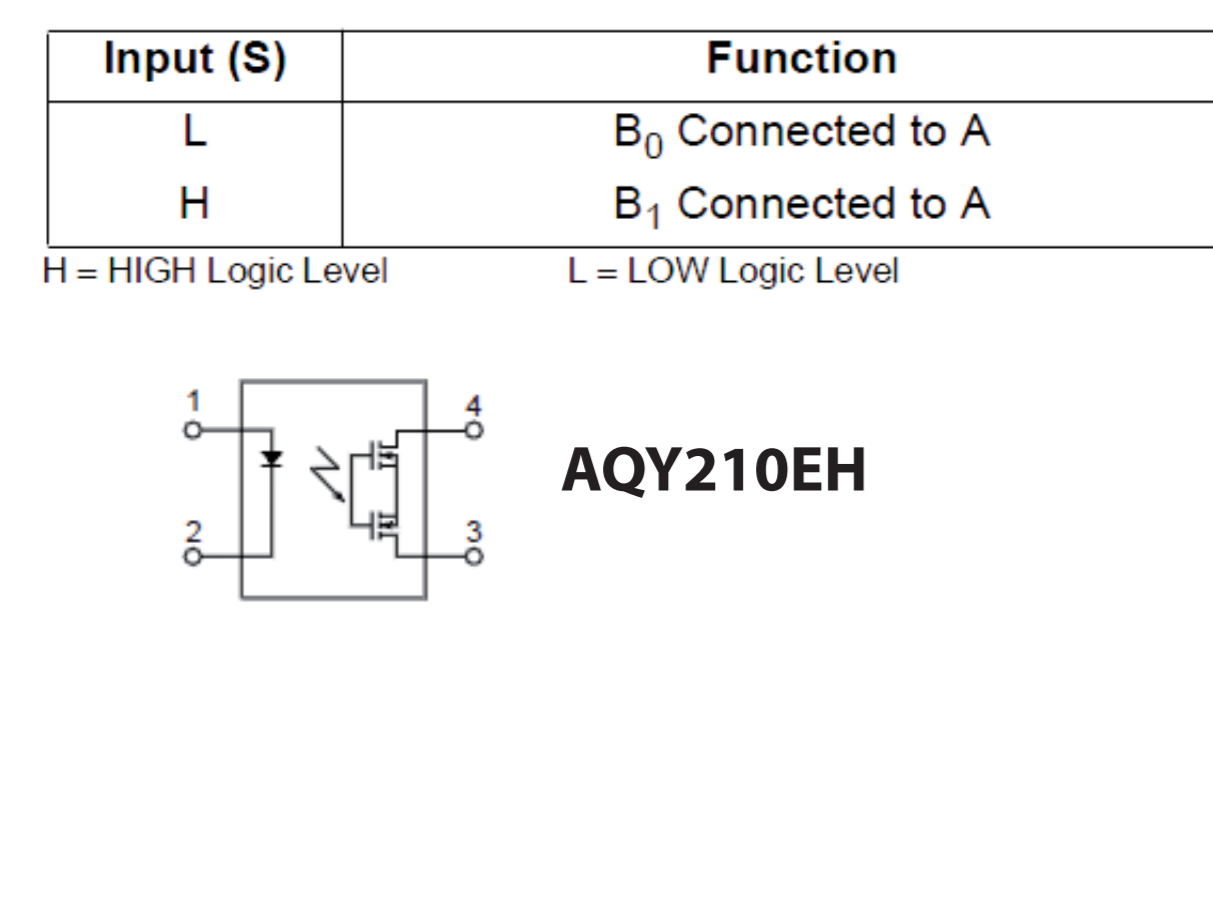 Input (S) Function
L B0 Connected to A
H B1 Connected to A
H = HIGH Logic Level L = LOW Logic Level
1 4
AQY210EH
2 3